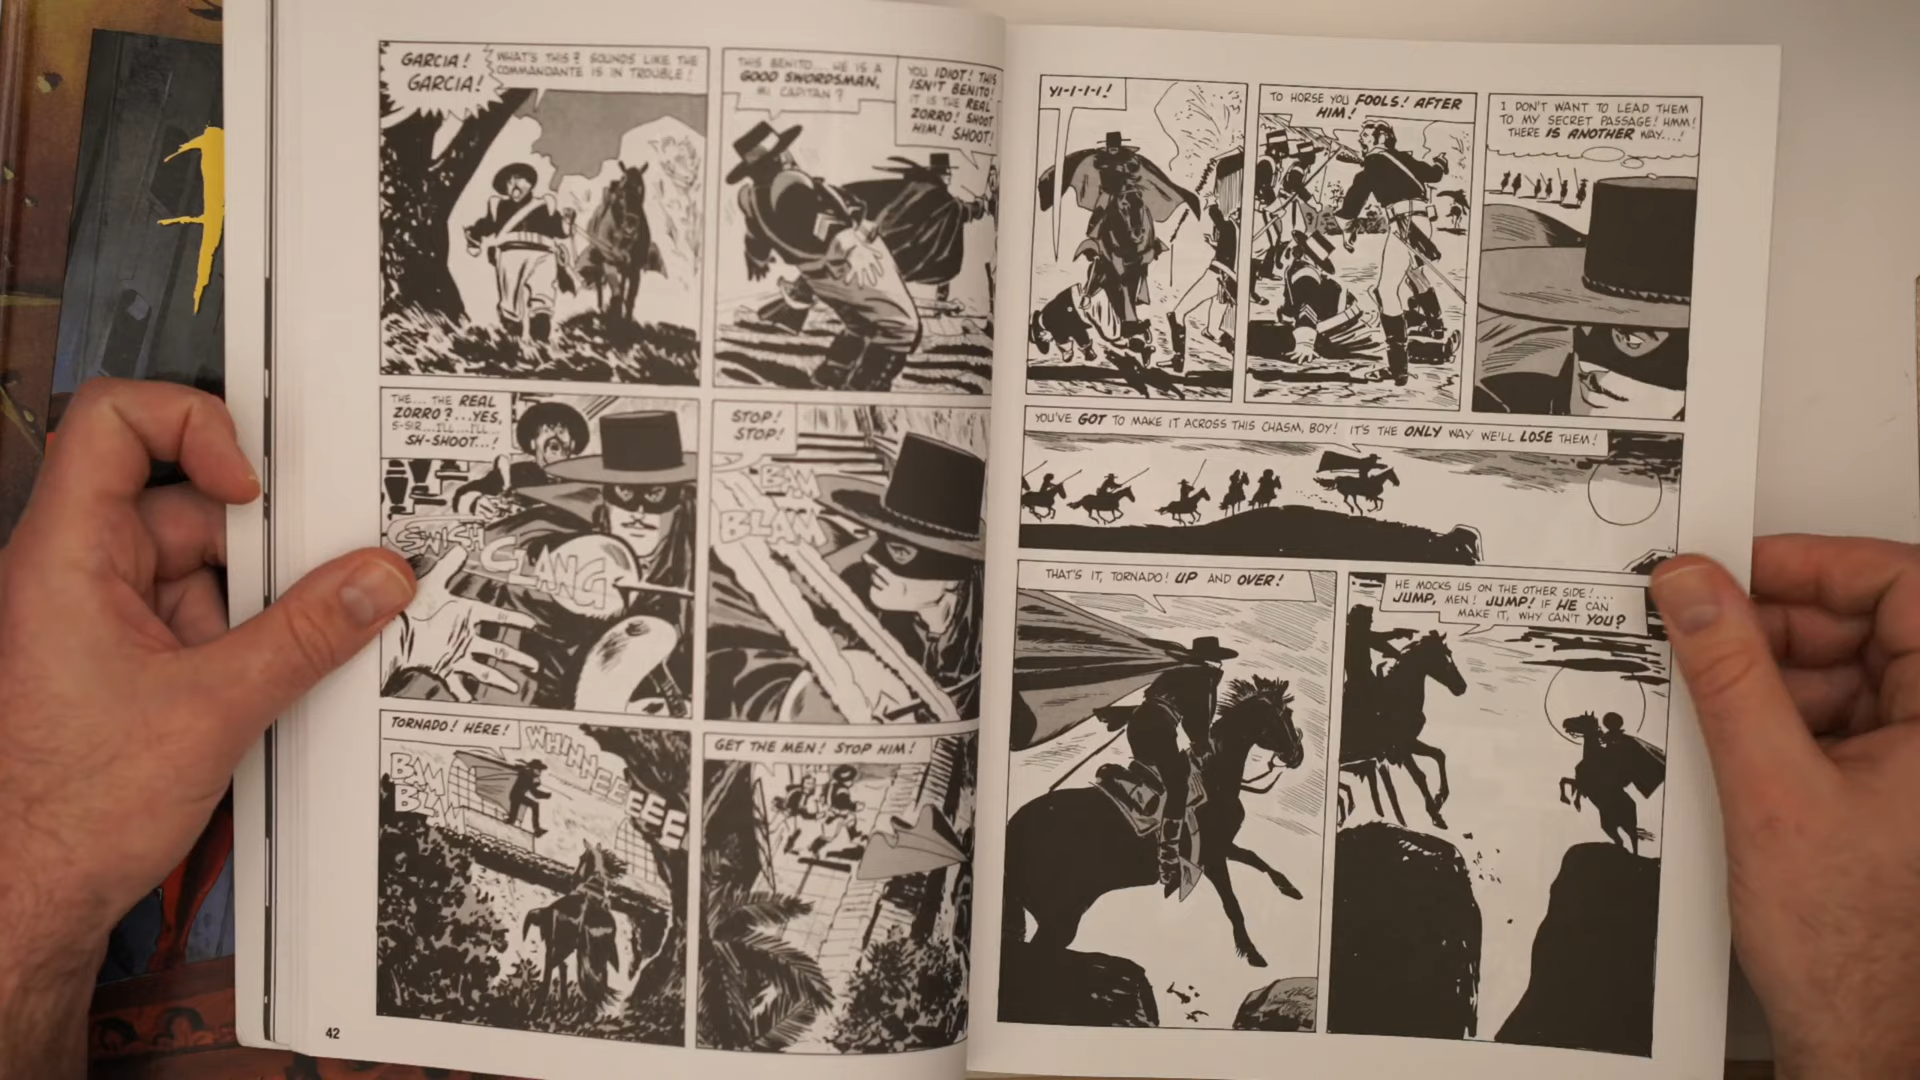 GARCIA!
GARCIA!
WHAT'S THIS? SOUNDS LIKE THE
COMMANDANTE IS IN TROUBLE!
THIS BENITO... HE IS A
GOOD SWORDSMAN,
MI CAPITAN?
YOU IDIOT! THIS
ISN'T BENITO!
IT IS THE REAL
ZORRO! SHOOT
HIM! SHOOT!
THE... THE REAL
ZORRO?...YES,
S-SIR...I'LL...I'LL...
SH-SHOOT...!
SWISH
CLANG
STOP!
STOP!
BAM
BLAM
TORNADO! HERE!
WHINNEEEEEE
BAM
BLAM
GET THE MEN! STOP HIM!
42
YI-I-I-I!
TO HORSE YOU FOOLS! AFTER
HIM!
I DON'T WANT TO LEAD THEM
TO MY SECRET PASSAGE! HMM!
THERE IS ANOTHER WAY...!
YOU'VE GOT TO MAKE IT ACROSS THIS CHASM, BOY! IT'S THE ONLY WAY WE'LL LOSE THEM!
THAT'S IT, TORNADO! UP AND OVER!
HE MOCKS US ON THE OTHER SIDE!...
JUMP, MEN! JUMP! IF HE CAN
MAKE IT, WHY CAN'T YOU?